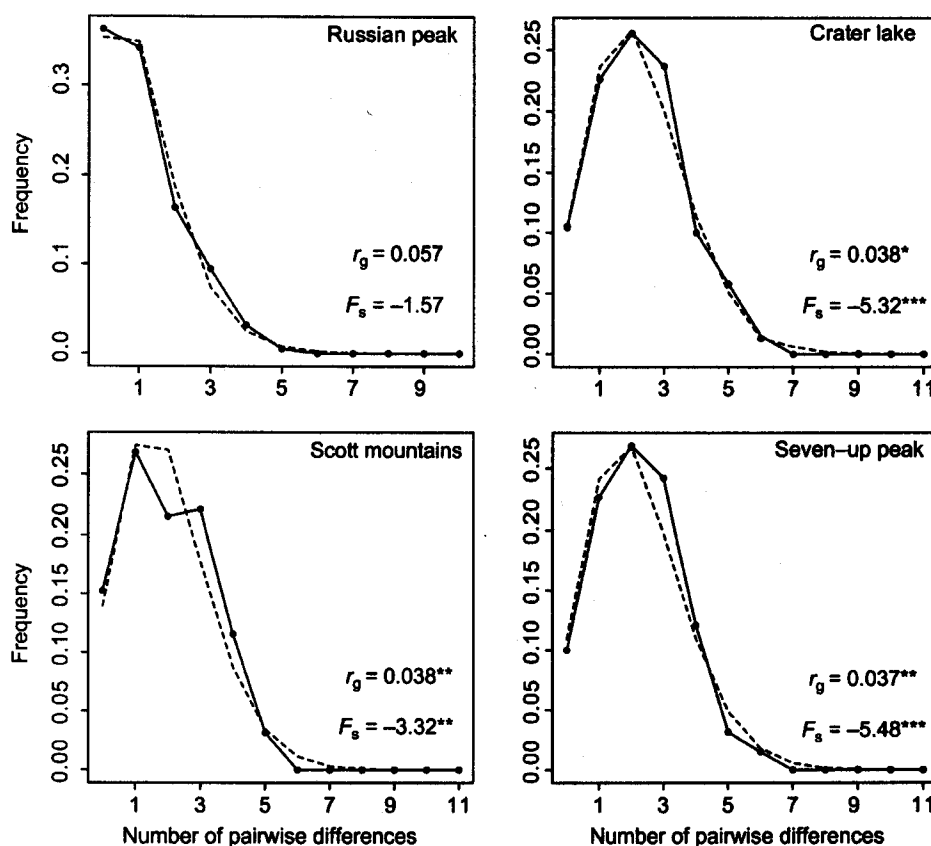 Russian peak
Frequency
0.3
0.2
0.1
0.0
r_g = 0.057
F_s = –1.57
1 3 5 7 9
Crater lake
0.25
0.20
0.15
0.10
0.05
0.00
r_g = 0.038*
F_s = –5.32***
1 3 5 7 9 11
Scott mountains
Frequency
0.25
0.20
0.15
0.10
0.05
0.00
r_g = 0.038**
F_s = –3.32**
1 3 5 7 9 11
Number of pairwise differences
Seven–up peak
0.25
0.20
0.15
0.10
0.05
0.00
r_g = 0.037**
F_s = –5.48***
1 3 5 7 9 11
Number of pairwise differences